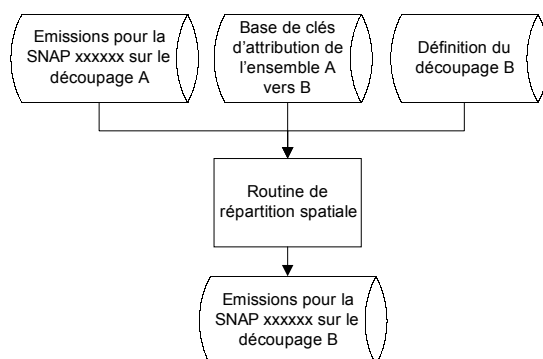 Emissions pour la
SNAP xxxxxx sur le
découpage A
Base de clés
d'attribution de
l'ensemble A
vers B
Définition du
découpage B
Routine de
répartition spatiale
Emissions pour la
SNAP xxxxxx sur le
découpage B